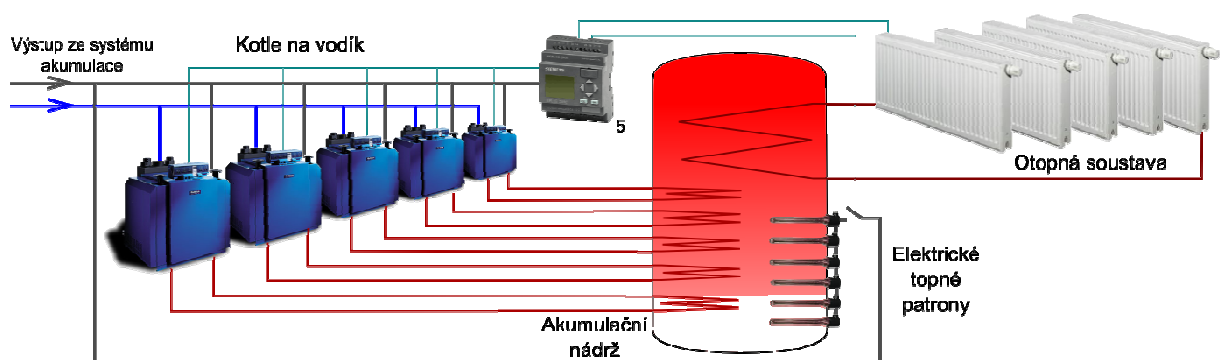 Výstup ze systému
akumulace
Kotle na vodík
5
Otopná soustava
Elektrické
topné
patrony
Akumulační
nádrž